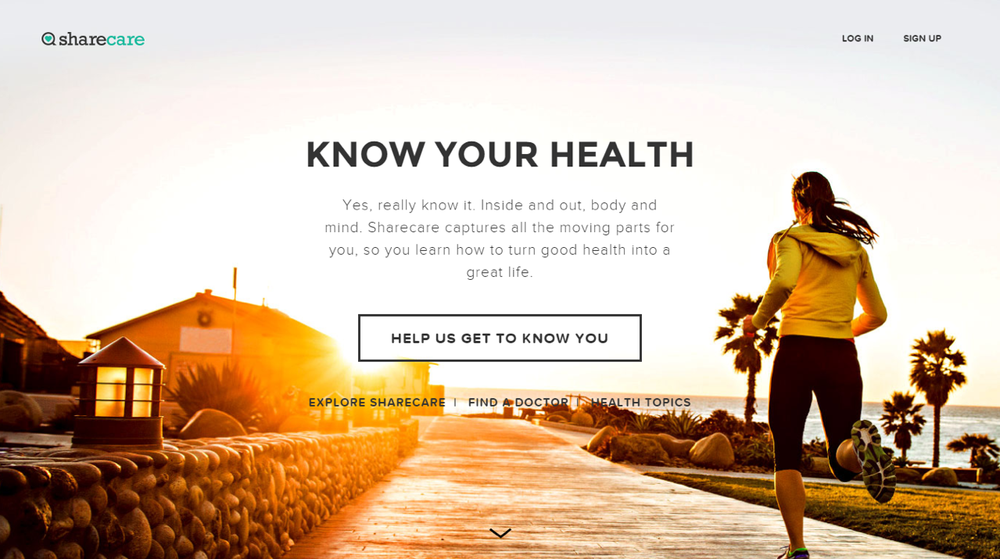 sharecare
LOG IN
SIGN UP
KNOW YOUR HEALTH
Yes, really know it. Inside and out, body and
mind. Sharecare captures all the moving parts for
you, so you learn how to turn good health into a
great life.
HELP US GET TO KNOW YOU
EXPLORE SHARECARE | FIND A DOCTOR | HEALTH TOPICS